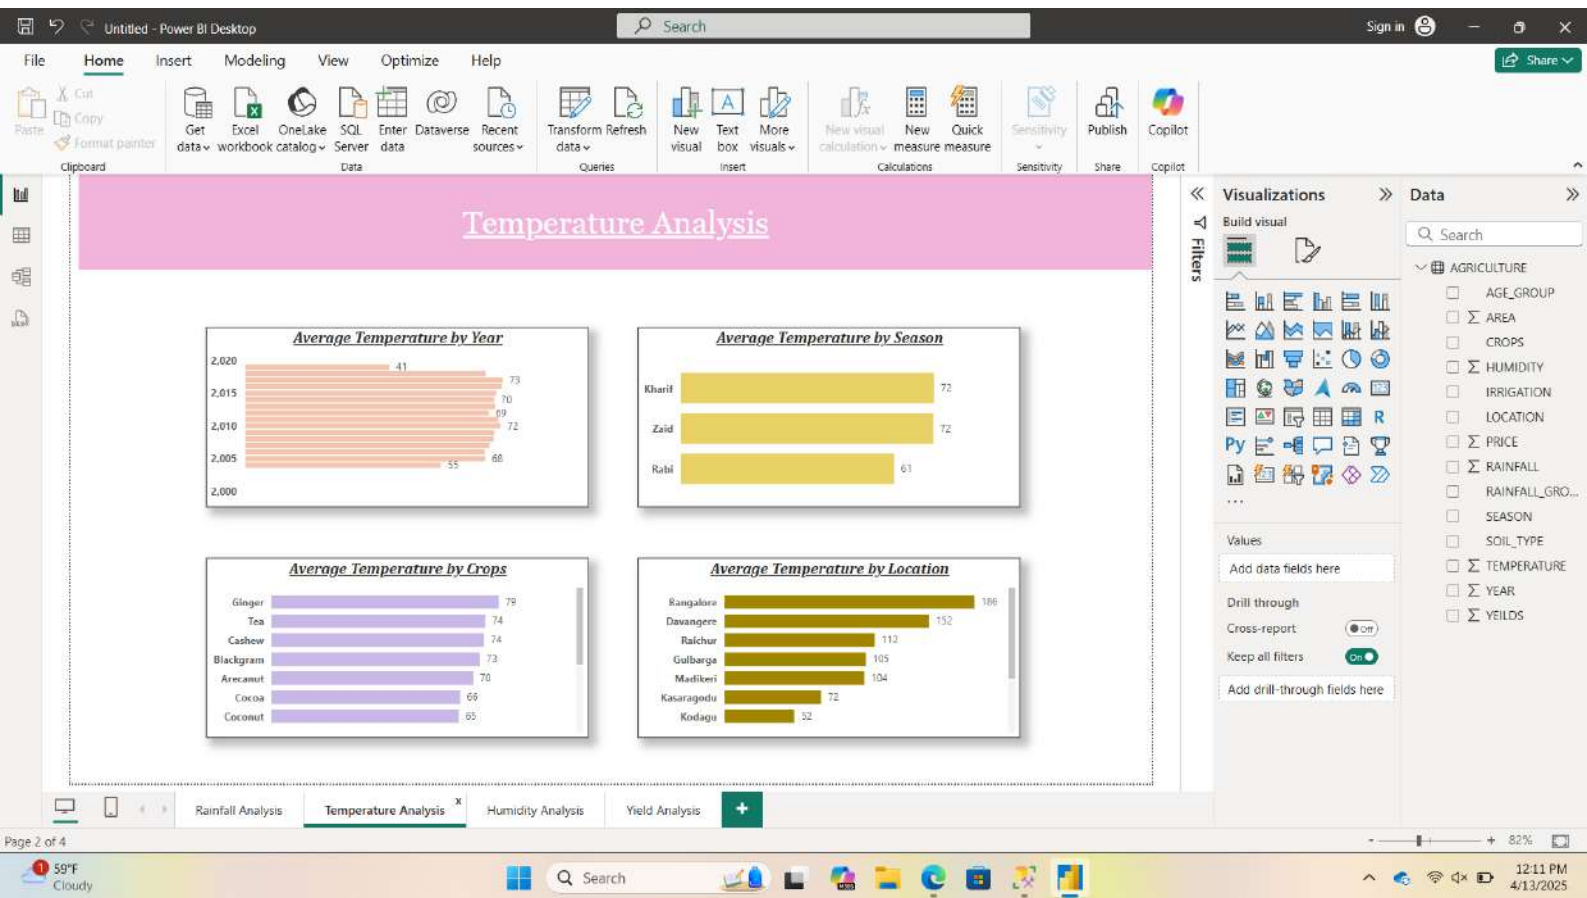 Untitled - Power BI Desktop
Search
Sign in
File Home Insert Modeling View Optimize Help
Share
Paste
Cut
Copy
Format painter
Clipboard
Get data
Excel workbook
OneLake catalog
SQL Server
Enter data
Dataverse
Recent sources
Data
Transform data
Refresh
Queries
New visual
Text box
More visuals
Insert
New visual calculation
New measure
Quick measure
Calculations
Sensitivity
Sensitivity
Publish
Share
Copilot
Copilot
Temperature Analysis
Average Temperature by Year
2,020
2,015
2,010
2,005
2,000
41
73
70
69
72
68
55
Average Temperature by Season
Kharif 72
Zaid 72
Rabi 61
Average Temperature by Crops
Ginger 79
Tea 74
Cashew 74
Blackgram 73
Arecanut 70
Cocoa 66
Coconut 65
Average Temperature by Location
Bangalore 186
Davangere 152
Raichur 112
Gulbarga 105
Madikeri 104
Kasaragodu 72
Kodagu 52
Filters
Visualizations
Build visual
R
Py
...
Values
Add data fields here
Drill through
Cross-report Off
Keep all filters On
Add drill-through fields here
Data
Search
AGRICULTURE
AGE_GROUP
∑ AREA
CROPS
∑ HUMIDITY
IRRIGATION
LOCATION
∑ PRICE
∑ RAINFALL
RAINFALL_GRO...
SEASON
SOIL_TYPE
∑ TEMPERATURE
∑ YEAR
∑ YEILDS
Rainfall Analysis
Temperature Analysis x
Humidity Analysis
Yield Analysis
+
Page 2 of 4
- + 82%
1
59°F
Cloudy
Search
12:11 PM
4/13/2025